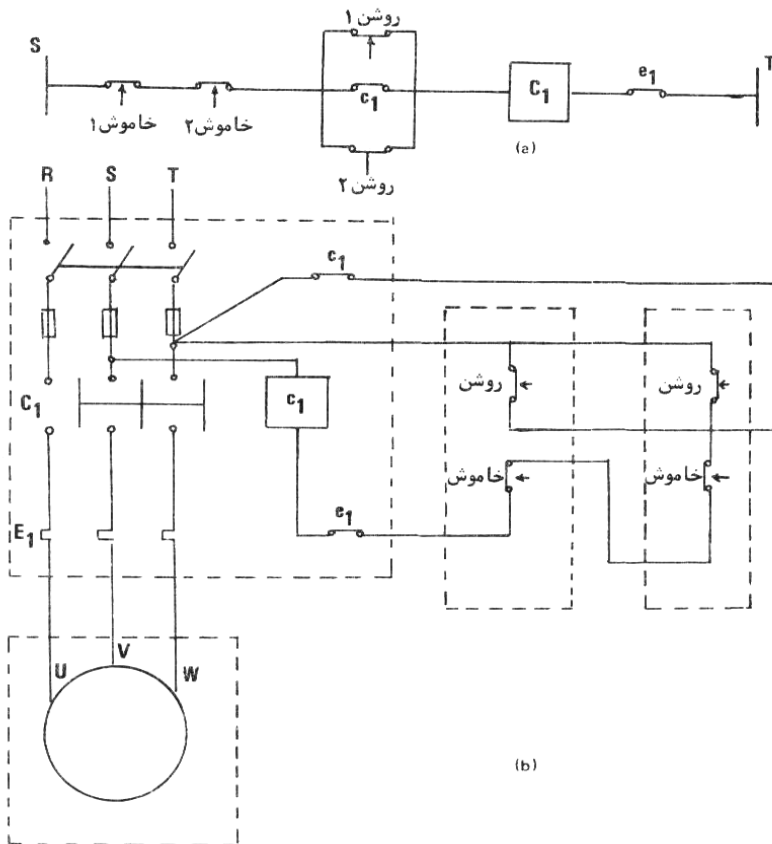 روشن ۱
S
T
c1
C1
e1
خاموش ۱
خاموش ۲
(a)
روشن ۲
R S T
c1
روشن
روشن
c1
C1
خاموش
خاموش
e1
E1
U V W
(b)